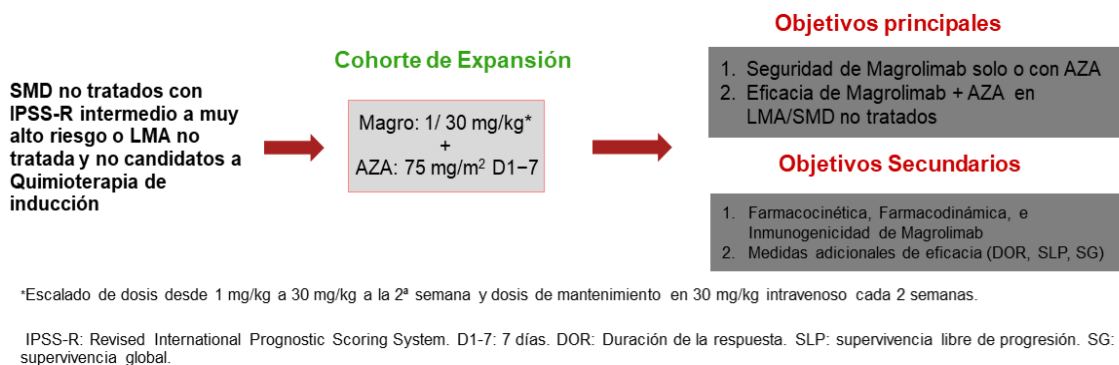 SMD no tratados con
IPSS-R intermedio a muy
alto riesgo o LMA no
tratada y no candidatos a
Quimioterapia de
inducción
Cohorte de Expansión
Magro: 1/ 30 mg/kg*
+
AZA: 75 mg/m² D1−7
Objetivos principales
1. Seguridad de Magrolimab solo o con AZA
2. Eficacia de Magrolimab + AZA en
LMA/SMD no tratados
Objetivos Secundarios
1. Farmacocinética, Farmacodinámica, e
Inmunogenicidad de Magrolimab
2. Medidas adicionales de eficacia (DOR, SLP, SG)
*Escalado de dosis desde 1 mg/kg a 30 mg/kg a la 2ª semana y dosis de mantenimiento en 30 mg/kg intravenoso cada 2 semanas.
IPSS-R: Revised International Prognostic Scoring System. D1-7: 7 días. DOR: Duración de la respuesta. SLP: supervivencia libre de progresión. SG:
supervivencia global.